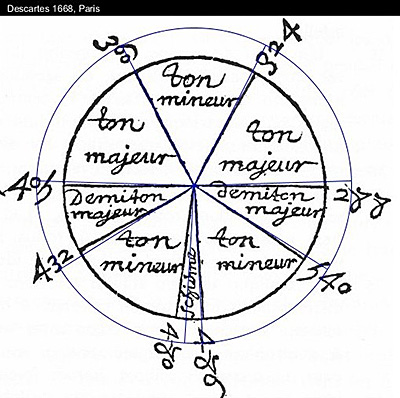 Descartes 1668, Paris
360
324
ton
mineur
ton
majeur
ton
majeur
405
Demiton
majeur
demiton
majeur
288
432
ton
mineur
Schisme
ton
mineur
540
480
486